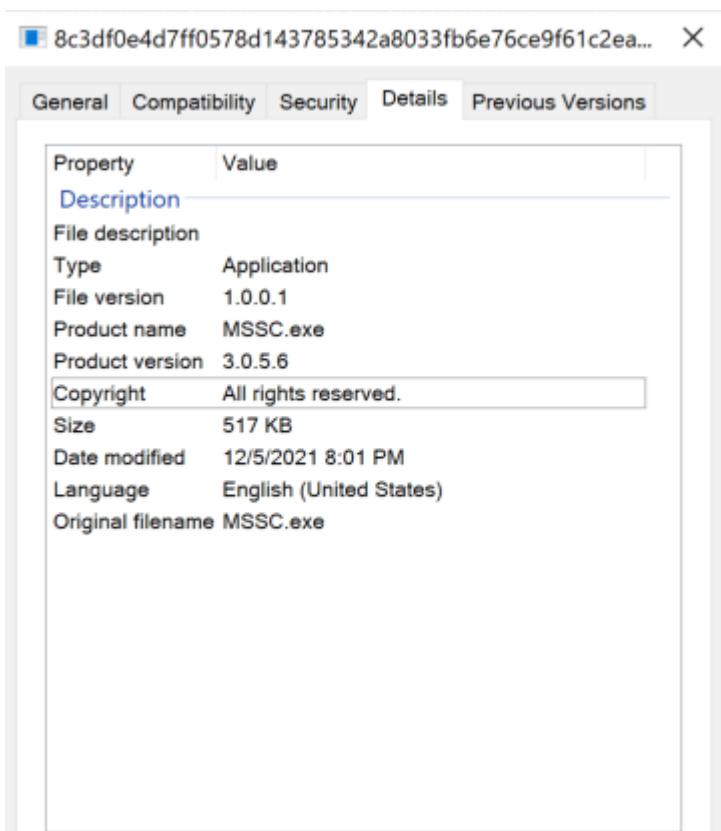 8c3df0e4d7ff0578d143785342a8033fb6e76ce9f61c2ea...
General Compatibility Security Details Previous Versions
Property Value
Description
File description
Type Application
File version 1.0.0.1
Product name MSSC.exe
Product version 3.0.5.6
Copyright All rights reserved.
Size 517 KB
Date modified 12/5/2021 8:01 PM
Language English (United States)
Original filename MSSC.exe